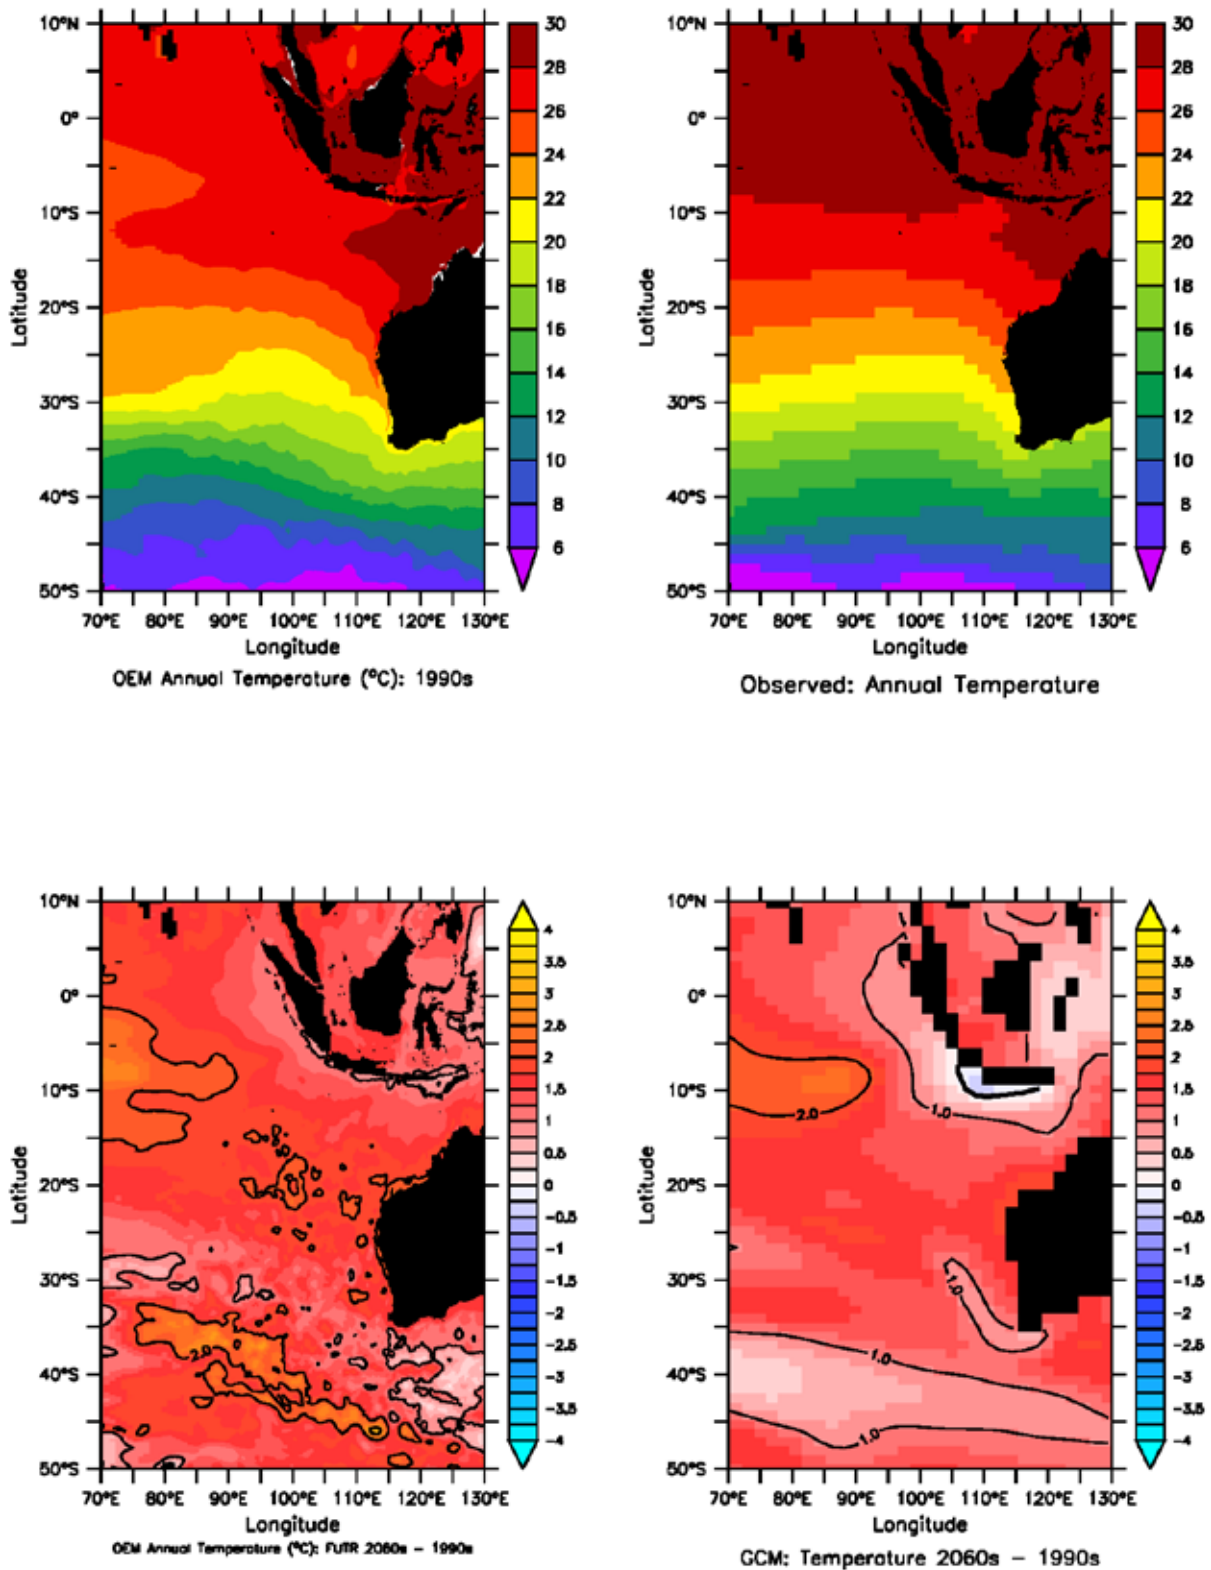 10°N
0°
10°S
20°S
30°S
40°S
50°S
Latitude
70°E 80°E 90°E 100°E 110°E 120°E 130°E
Longitude
OEM Annual Temperature (°C): 1990s
30
28
26
24
22
20
18
16
14
12
10
8
6
10°N
0°
10°S
20°S
30°S
40°S
50°S
Latitude
70°E 80°E 90°E 100°E 110°E 120°E 130°E
Longitude
Observed: Annual Temperature
30
28
26
24
22
20
18
16
14
12
10
8
6
10°N
0°
10°S
20°S
30°S
40°S
50°S
Latitude
2.0
70°E 80°E 90°E 100°E 110°E 120°E 130°E
Longitude
OEM Annual Temperature (°C): FUTR 2060s - 1990s
4
3.5
3
2.5
2
1.5
1
0.5
0
-0.5
-1
-1.5
-2
-2.5
-3
-3.5
-4
10°N
0°
10°S
20°S
30°S
40°S
50°S
Latitude
2.0
1.0
1.0
1.0
1.0
70°E 80°E 90°E 100°E 110°E 120°E 130°E
Longitude
GCM: Temperature 2060s - 1990s
4
3.5
3
2.5
2
1.5
1
0.5
0
-0.5
-1
-1.5
-2
-2.5
-3
-3.5
-4